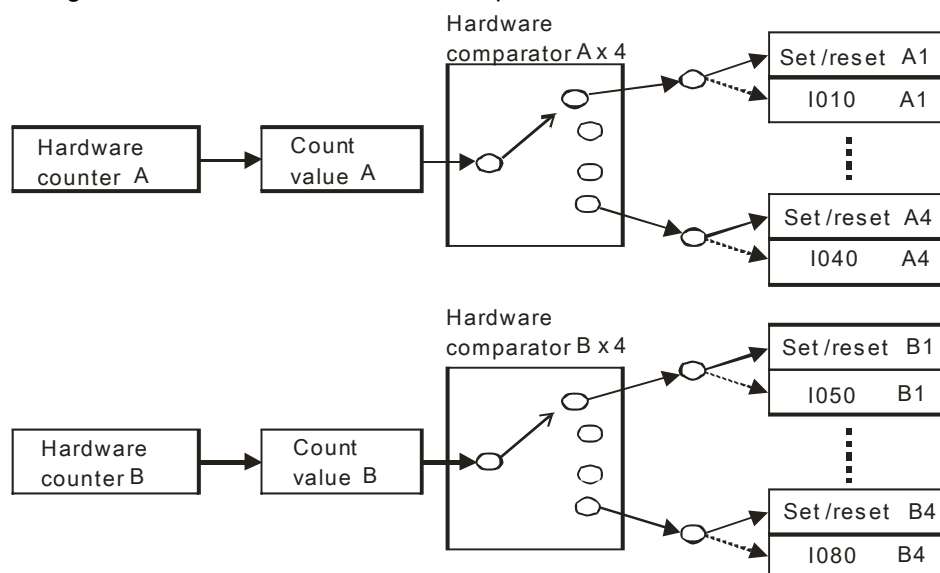 Hardware
comparator A x 4
Set/reset A1
I010 A1
Hardware
counter A
Count
value A
Set/reset A4
I040 A4
Hardware
comparator B x 4
Set/reset B1
I050 B1
Hardware
counter B
Count
value B
Set/reset B4
I080 B4